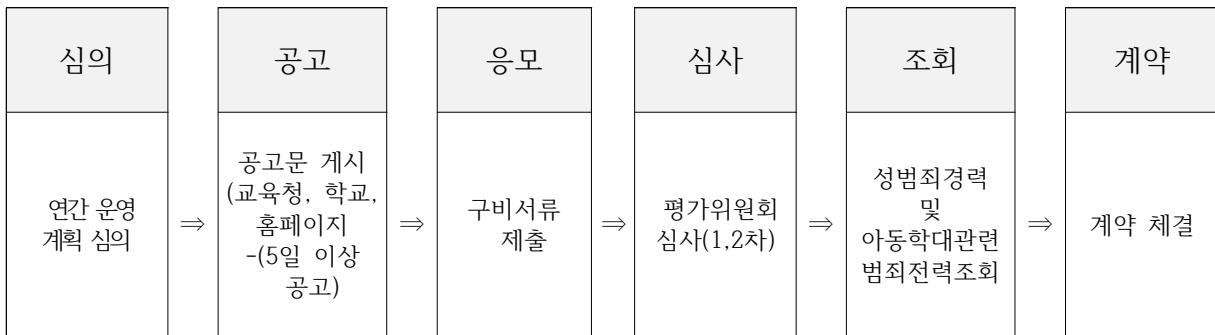 심의
연간 운영
계획 심의
⇒
공고
공고문 게시
(교육청, 학교,
홈페이지
-(5일 이상
공고)
⇒
응모
구비서류
제출
⇒
심사
평가위원회
심사(1,2차)
⇒
조회
성범죄경력
및
아동학대관련
범죄전력조회
⇒
계약
계약 체결